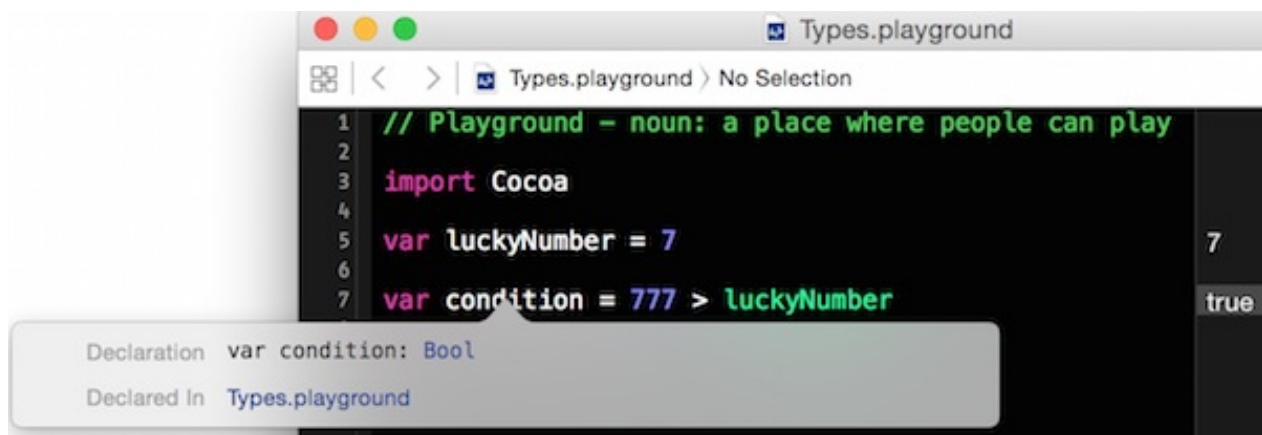 Types.playground
Types.playground 〉 No Selection
1 // Playground – noun: a place where people can play
2
3 import Cocoa
4
5 var luckyNumber = 7 7
6
7 var condition = 777 > luckyNumber true
Declaration var condition: Bool
Declared In Types.playground